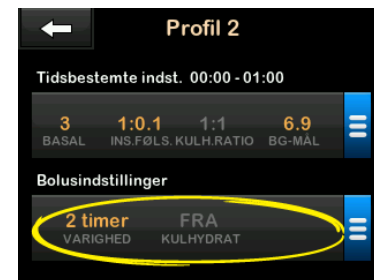 Profil 2
Tidsbestemte indst. 00:00 - 01:00
3 1:0.1 1:1 6.9
BASAL INS.FØLS. KULH.RATIO BG-MÅL
Bolusindstillinger
2 timer FRA
VARIGHED KULHYDRAT